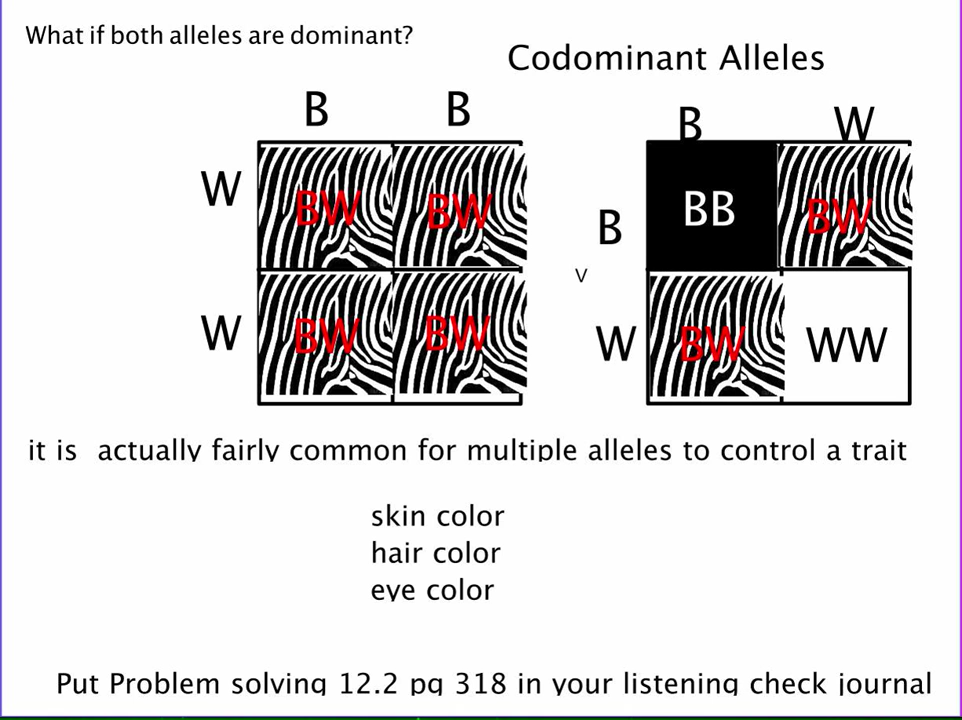 What if both alleles are dominant?
Codominant Alleles
B B
W BW BW
W BW BW
B W
B BB BW
v
W BW WW
it is actually fairly common for multiple alleles to control a trait
skin color
hair color
eye color
Put Problem solving 12.2 pg 318 in your listening check journal